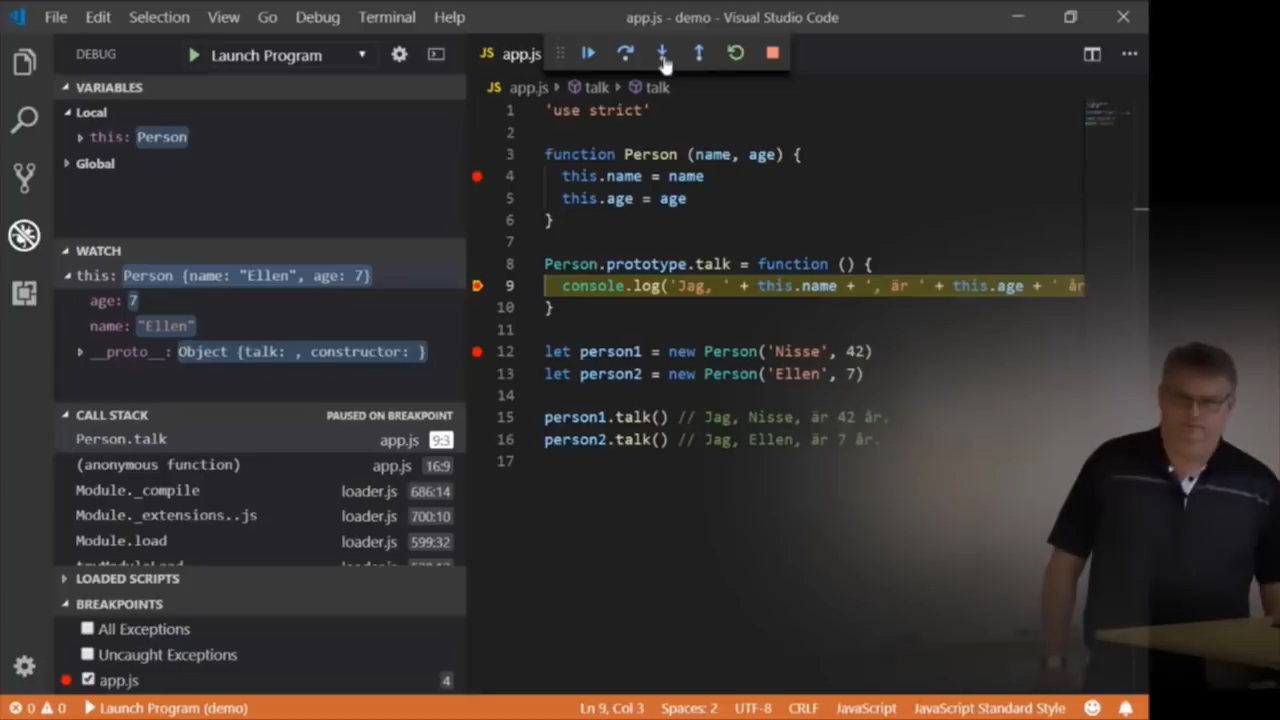 File Edit Selection View Go Debug Terminal Help
app.js - demo - Visual Studio Code
DEBUG
Launch Program
VARIABLES
Local
this: Person
Global
WATCH
this: Person {name: "Ellen", age: 7}
age: 7
name: "Ellen"
__proto__: Object {talk: , constructor: }
CALL STACK
PAUSED ON BREAKPOINT
Person.talk app.js 9:3
(anonymous function) app.js 16:9
Module._compile loader.js 686:14
Module._extensions..js loader.js 700:10
Module.load loader.js 599:32
LOADED SCRIPTS
BREAKPOINTS
All Exceptions
Uncaught Exceptions
app.js 4
JS app.js
JS app.js talk talk
1 'use strict'
2
3 function Person (name, age) {
4 this.name = name
5 this.age = age
6 }
7
8 Person.prototype.talk = function () {
9 console.log('Jag, ' + this.name + ', är ' + this.age + ' år
10 }
11
12 let person1 = new Person('Nisse', 42)
13 let person2 = new Person('Ellen', 7)
14
15 person1.talk() // Jag, Nisse, är 42 år.
16 person2.talk() // Jag, Ellen, är 7 år.
17
0 0 Launch Program (demo) Ln 9, Col 3 Spaces: 2 UTF-8 CRLF JavaScript JavaScript Standard Style